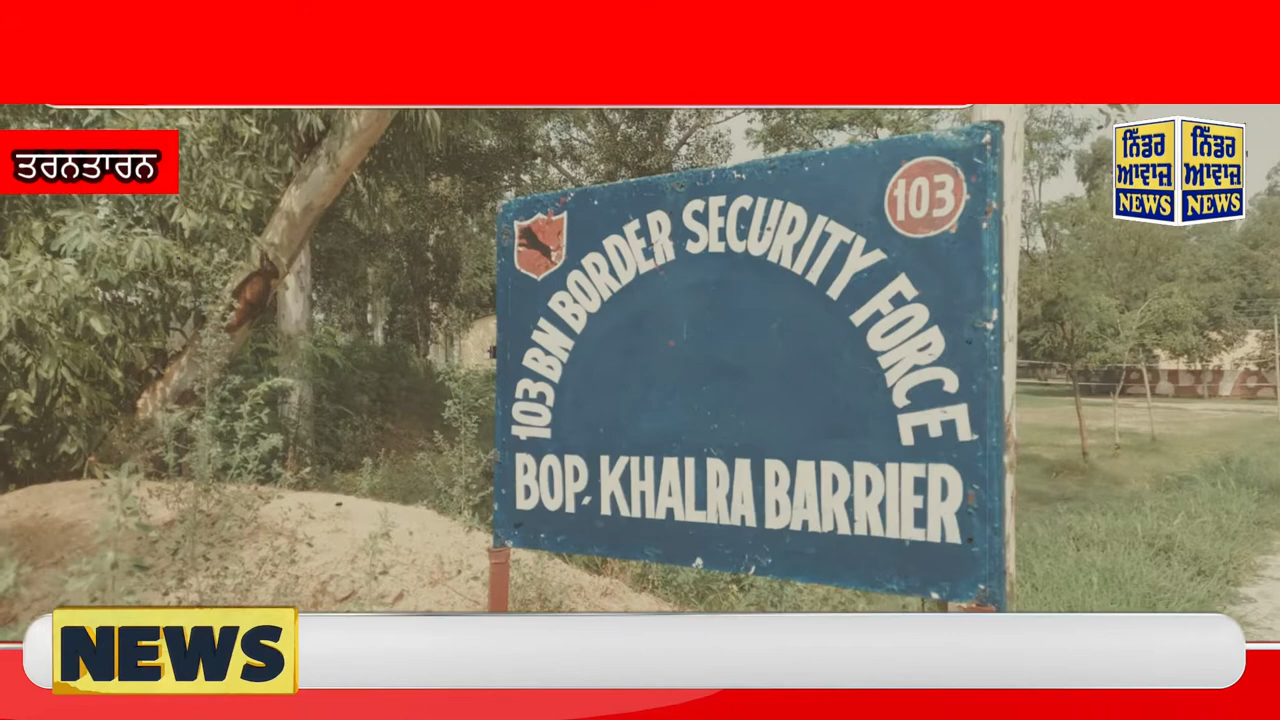 ਤਰਨਤਾਰਨ
ਨਿੱਡਰ ਨਿੱਡਰ
ਆਵਾਜ਼ ਆਵਾਜ਼
NEWS NEWS
103
103 BN BORDER SECURITY FORCE
BOP. KHALRA BARRIER
NEWS